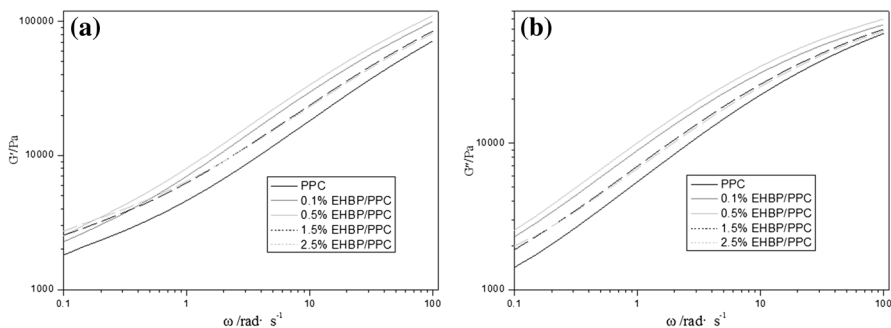 (a)
100000
10000
1000
G'/Pa
0.1
1
10
100
ω /rad· s⁻¹
PPC
0.1% EHBP/PPC
0.5% EHBP/PPC
1.5% EHBP/PPC
2.5% EHBP/PPC
(b)
10000
1000
G''/Pa
0.1
1
10
100
ω /rad· s⁻¹
PPC
0.1% EHBP/PPC
0.5% EHBP/PPC
1.5% EHBP/PPC
2.5% EHBP/PPC